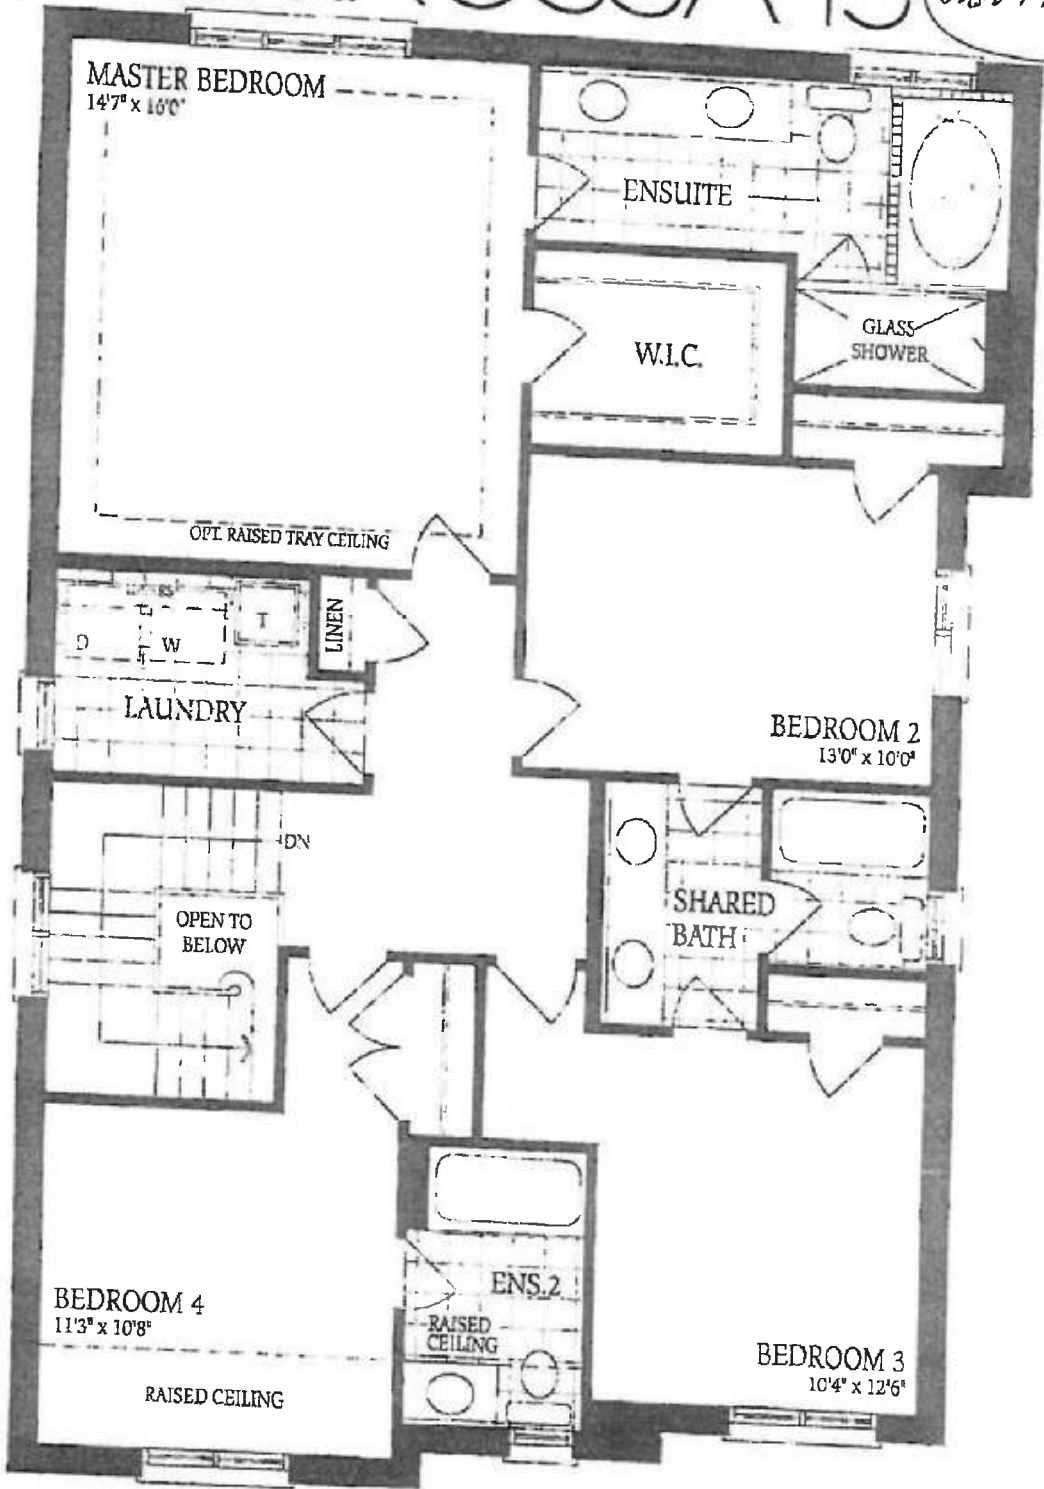 MASTER BEDROOM
14'7" x 16'0"
ENSUITE
GLASS
SHOWER
W.I.C.
OPT. RAISED TRAY CEILING
LINEN
D
W
T
LAUNDRY
BEDROOM 2
13'0" x 10'0"
DN
OPEN TO
BELOW
SHARED
BATH
ENS.2
RAISED
CEILING
BEDROOM 4
11'3" x 10'8"
RAISED CEILING
BEDROOM 3
10'4" x 12'6"